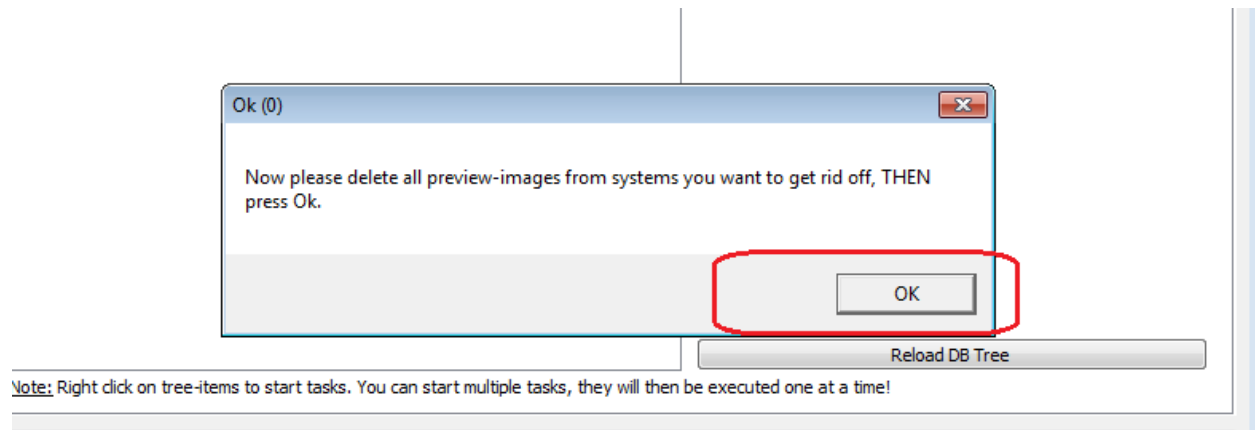 Ok (0)
Now please delete all preview-images from systems you want to get rid off, THEN
press Ok.
OK
Reload DB Tree
Note: Right click on tree-items to start tasks. You can start multiple tasks, they will then be executed one at a time!